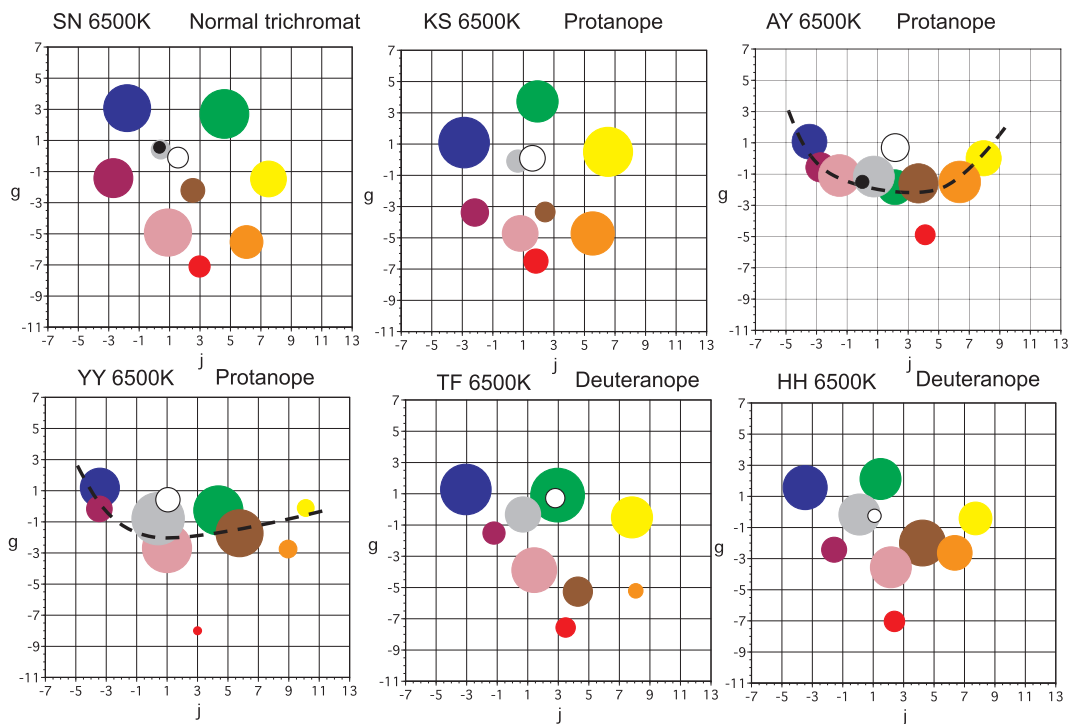 SN 6500K Normal trichromat
KS 6500K Protanope
AY 6500K Protanope
7
5
3
1
-1
-3
-5
-7
-9
-11
g
-7 -5 -3 -1 1 3 5 7 9 11 13
j
7
5
3
1
-1
-3
-5
-7
-9
-11
g
-7 -5 -3 -1 1 3 5 7 9 11 13
j
7
5
3
1
-1
-3
-5
-7
-9
-11
g
-7 -5 -3 -1 1 3 5 7 9 11 13
j
YY 6500K Protanope
TF 6500K Deuteranope
HH 6500K Deuteranope
7
5
3
1
-1
-3
-5
-7
-9
-11
g
-7 -5 -3 -1 1 3 5 7 9 11 13
j
7
5
3
1
-1
-3
-5
-7
-9
-11
g
-7 -5 -3 -1 1 3 5 7 9 11 13
j
7
5
3
1
-1
-3
-5
-7
-9
-11
g
-7 -5 -3 -1 1 3 5 7 9 11 13
j